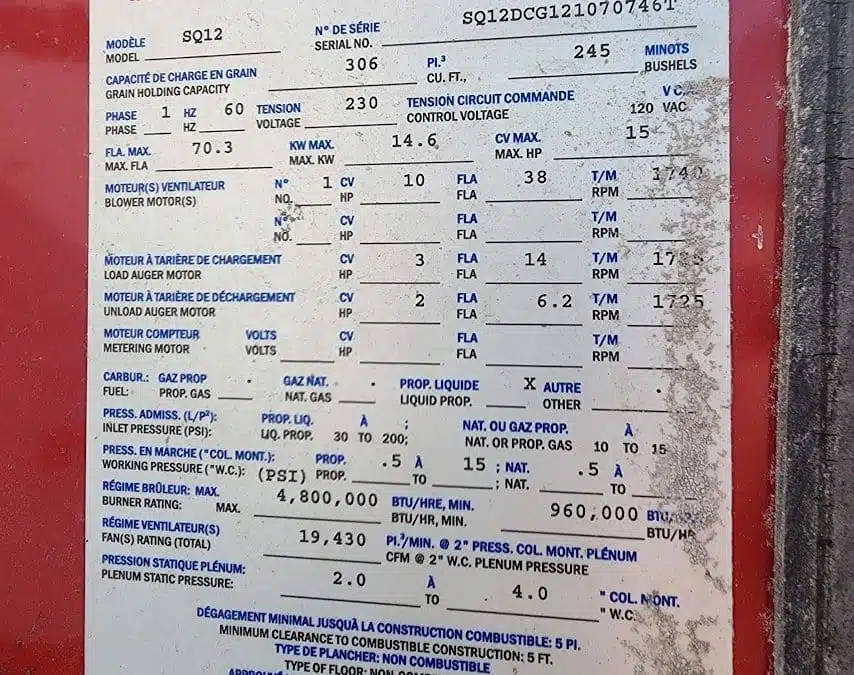 MODÈLE
MODEL SQ12 N° DE SÉRIE
SERIAL NO. SQ12DCG121070746T
CAPACITÉ DE CHARGE EN GRAIN 306 PI.³ 245 MINOTS
GRAIN HOLDING CAPACITY CU. FT., BUSHELS
PHASE 1 HZ 60 TENSION 230 TENSION CIRCUIT COMMANDE
PHASE HZ VOLTAGE CONTROL VOLTAGE 120 VAC
FLA. MAX. 70.3 KW MAX. 14.6 CV MAX. 15
MAX. FLA MAX. KW MAX. HP
MOTEUR(S) VENTILATEUR N° 1 CV 10 FLA 38 T/M 1740
BLOWER MOTOR(S) NO. HP FLA RPM
N° CV FLA T/M
NO. HP FLA RPM
MOTEUR À TARIÈRE DE CHARGEMENT CV 3 FLA 14 T/M
LOAD AUGER MOTOR HP FLA RPM
MOTEUR À TARIÈRE DE DÉCHARGEMENT CV 2 FLA 6.2 T/M 1725
UNLOAD AUGER MOTOR HP FLA RPM
MOTEUR COMPTEUR VOLTS CV FLA T/M
METERING MOTOR VOLTS HP FLA RPM
CARBUR.: GAZ PROP . GAZ NAT. . PROP. LIQUIDE X AUTRE .
FUEL: PROP. GAS NAT. GAS LIQUID PROP. OTHER
PRESS. ADMISS. (L/P²): PROP. LIQ. À ; NAT. OU GAZ PROP. À
INLET PRESSURE (PSI): LIQ. PROP. 30 TO 200; NAT. OR PROP. GAS 10 TO 15
PRESS. EN MARCHE ("COL. MONT.): PROP. .5 À 15 ; NAT. .5 À
WORKING PRESSURE ("W.C.): (PSI) PROP. TO ; NAT. TO
RÉGIME BRÛLEUR: MAX. 4,800,000 BTU/HRE, MIN. 960,000
BURNER RATING: MAX. BTU/HR, MIN. BTU/HR
RÉGIME VENTILATEUR(S) 19,430 PI.³/MIN. @ 2" PRESS. COL. MONT. PLÉNUM
FAN(S) RATING (TOTAL) CFM @ 2" W.C. PLENUM PRESSURE
PRESSION STATIQUE PLÉNUM: 2.0 À 4.0 " COL. MONT.
PLENUM STATIC PRESSURE: TO " W.C.
DÉGAGEMENT MINIMAL JUSQUÀ LA CONSTRUCTION COMBUSTIBLE: 5 PI.
MINIMUM CLEARANCE TO COMBUSTIBLE CONSTRUCTION: 5 FT.
TYPE DE PLANCHER: NON COMBUSTIBLE
TYPE OF FLOOR: